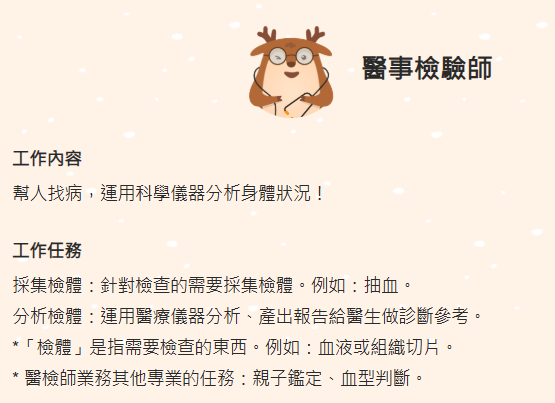 醫事檢驗師
工作內容
幫人找病，運用科學儀器分析身體狀況！
工作任務
採集檢體：針對檢查的需要採集檢體。例如：抽血。
分析檢體：運用醫療儀器分析、產出報告給醫生做診斷參考。
*「檢體」是指需要檢查的東西。例如：血液或組織切片。
* 醫檢師業務其他專業的任務：親子鑑定、血型判斷。